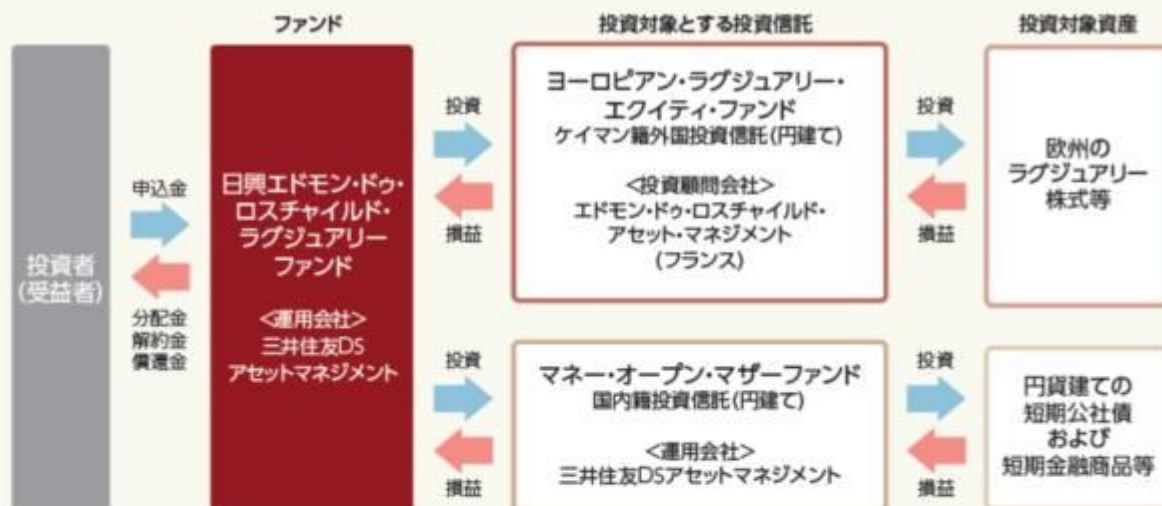 ファンド
投資対象とする投資信託
投資対象資産
投資者
(受益者)
申込金
分配金
解約金
償還金
日興エドモン・ドゥ・
ロスチャイルド・
ラグジュアリー
ファンド
<運用会社>
三井住友DS
アセットマネジメント
投資
損益
ヨーロピアン・ラグジュアリー・
エクイティ・ファンド
ケイマン籍外国投資信託(円建て)
<投資顧問会社>
エドモン・ドゥ・ロスチャイルド・
アセット・マネジメント
(フランス)
投資
損益
欧州の
ラグジュアリー
株式等
投資
損益
マネー・オープン・マザーファンド
国内籍投資信託(円建て)
<運用会社>
三井住友DSアセットマネジメント
投資
損益
円貨建ての
短期公社債
および
短期金融商品等